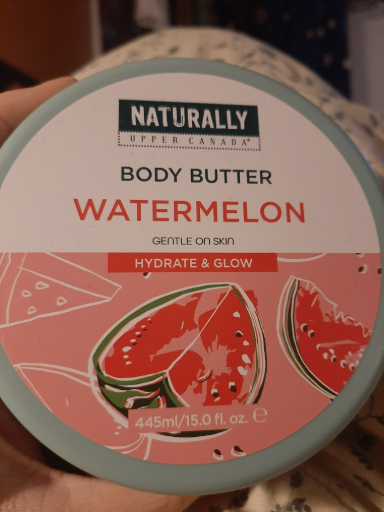 NATURALLY
UPPER CANADA®
BODY BUTTER
WATERMELON
GENTLE ON SKIN
HYDRATE & GLOW
445ml/15.0 fl. oz. ℮